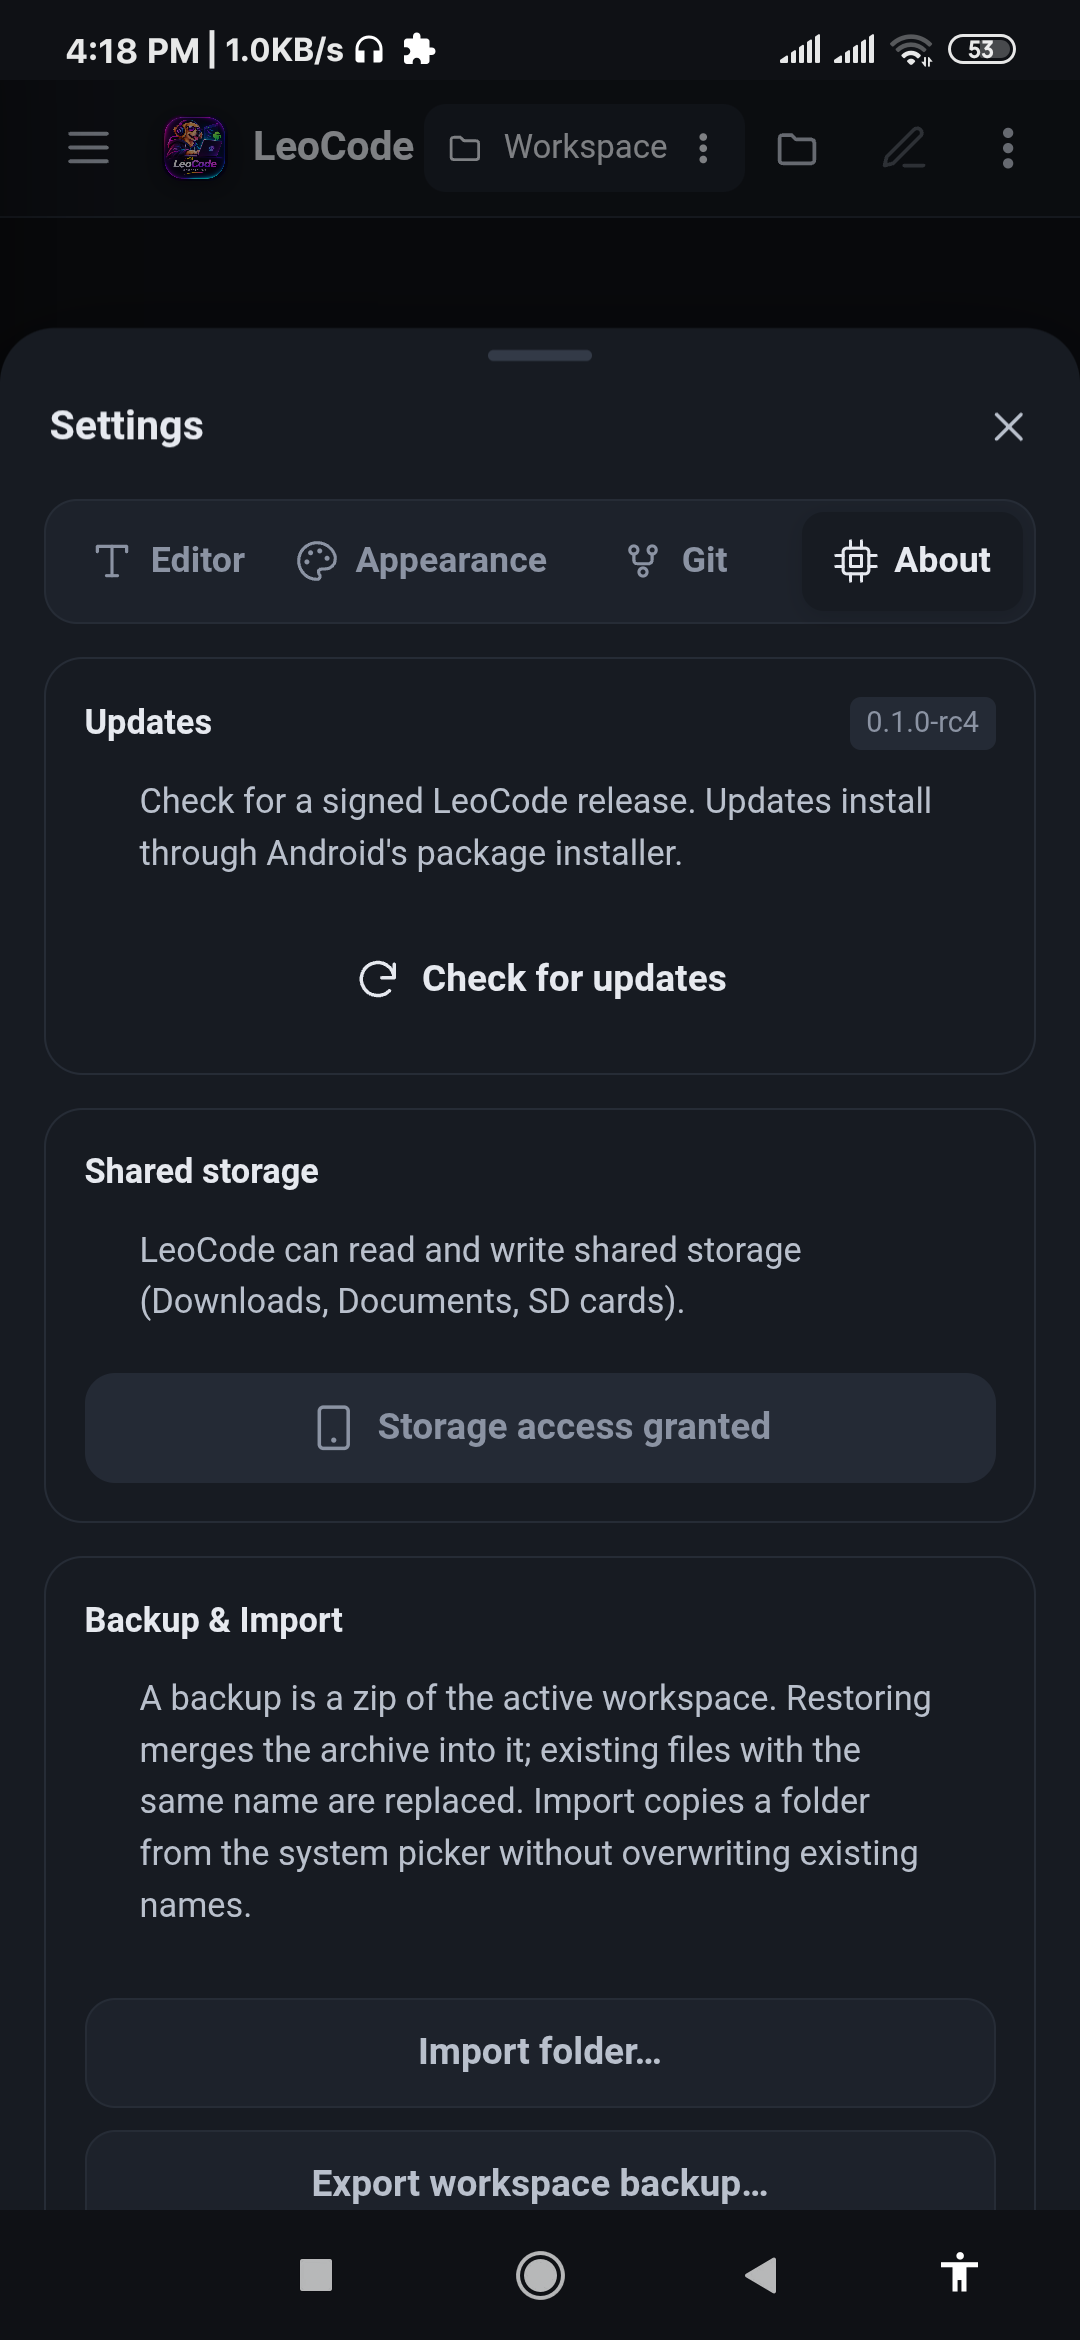 4:18 PM | 1.0KB/s
53
LeoCode
LeoCode
Workspace
Settings
Editor
Appearance
Git
About
Updates
0.1.0-rc4
Check for a signed LeoCode release. Updates install
through Android's package installer.
Check for updates
Shared storage
LeoCode can read and write shared storage
(Downloads, Documents, SD cards).
Storage access granted
Backup & Import
A backup is a zip of the active workspace. Restoring
merges the archive into it; existing files with the
same name are replaced. Import copies a folder
from the system picker without overwriting existing
names.
Import folder…
Export workspace backup…